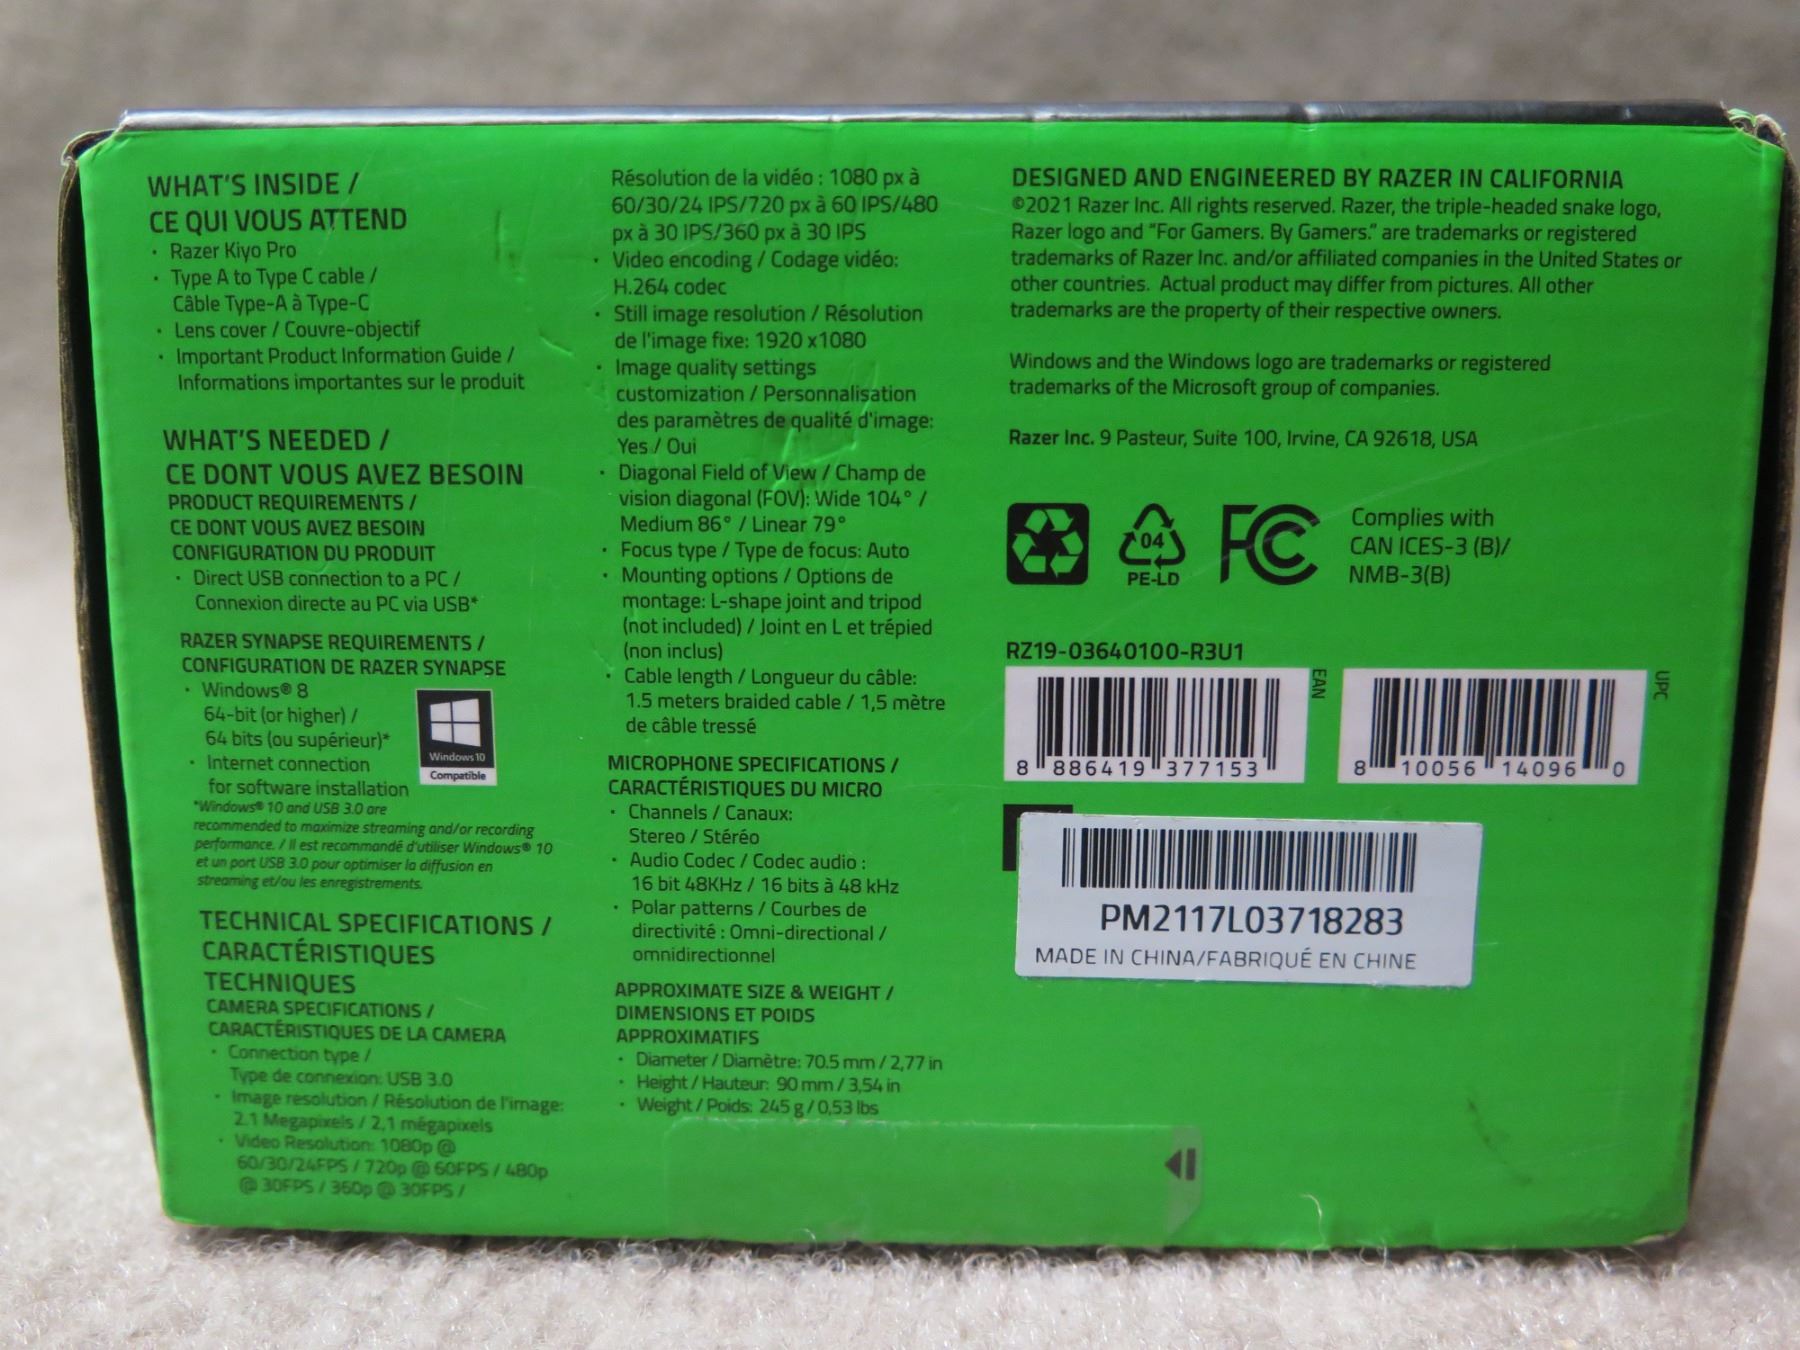 WHAT'S INSIDE /
CE QUI VOUS ATTEND
· Razer Kiyo Pro
· Type A to Type C cable /
Câble Type-A à Type-C
· Lens cover / Couvre-objectif
· Important Product Information Guide /
Informations importantes sur le produit
WHAT'S NEEDED /
CE DONT VOUS AVEZ BESOIN
PRODUCT REQUIREMENTS /
CE DONT VOUS AVEZ BESOIN
CONFIGURATION DU PRODUIT
· Direct USB connection to a PC /
Connexion directe au PC via USB*
RAZER SYNAPSE REQUIREMENTS /
CONFIGURATION DE RAZER SYNAPSE
· Windows® 8
64-bit (or higher) /
64 bits (ou supérieur)*
· Internet connection
for software installation
Windows 10
Compatible
*Windows® 10 and USB 3.0 are
recommended to maximize streaming and/or recording
performance. / Il est recommandé d'utiliser Windows® 10
et un port USB 3.0 pour optimiser la diffusion en
streaming et/ou les enregistrements.
TECHNICAL SPECIFICATIONS /
CARACTÉRISTIQUES
TECHNIQUES
CAMERA SPECIFICATIONS /
CARACTÉRISTIQUES DE LA CAMERA
· Connection type /
Type de connexion: USB 3.0
· Image resolution / Résolution de l'image:
2.1 Megapixels / 2,1 mégapixels
· Video Resolution: 1080p @
60/30/24FPS / 720p @ 60FPS / 480p
@ 30FPS / 360p @ 30FPS /
Résolution de la vidéo : 1080 px à
60/30/24 IPS/720 px à 60 IPS/480
px à 30 IPS/360 px à 30 IPS
· Video encoding / Codage vidéo:
H.264 codec
· Still image resolution / Résolution
de l'image fixe: 1920 x1080
· Image quality settings
customization / Personnalisation
des paramètres de qualité d'image:
Yes / Oui
· Diagonal Field of View / Champ de
vision diagonal (FOV): Wide 104° /
Medium 86° / Linear 79°
· Focus type / Type de focus: Auto
· Mounting options / Options de
montage: L-shape joint and tripod
(not included) / Joint en L et trépied
(non inclus)
· Cable length / Longueur du câble:
1.5 meters braided cable / 1,5 mètre
de câble tressé
MICROPHONE SPECIFICATIONS /
CARACTÉRISTIQUES DU MICRO
· Channels / Canaux:
Stereo / Stéréo
· Audio Codec / Codec audio :
16 bit 48KHz / 16 bits à 48 kHz
· Polar patterns / Courbes de
directivité : Omni-directional /
omnidirectionnel
APPROXIMATE SIZE & WEIGHT /
DIMENSIONS ET POIDS
APPROXIMATIFS
· Diameter / Diamètre: 70.5 mm / 2,77 in
· Height / Hauteur: 90 mm / 3,54 in
· Weight / Poids: 245 g / 0,53 lbs
DESIGNED AND ENGINEERED BY RAZER IN CALIFORNIA
©2021 Razer Inc. All rights reserved. Razer, the triple-headed snake logo,
Razer logo and "For Gamers. By Gamers." are trademarks or registered
trademarks of Razer Inc. and/or affiliated companies in the United States or
other countries. Actual product may differ from pictures. All other
trademarks are the property of their respective owners.
Windows and the Windows logo are trademarks or registered
trademarks of the Microsoft group of companies.
Razer Inc. 9 Pasteur, Suite 100, Irvine, CA 92618, USA
04
PE-LD
FC
Complies with
CAN ICES-3 (B)/
NMB-3(B)
RZ19-03640100-R3U1
EAN
8 886419 377153
UPC
8 10056 14096 0
PM2117L03718283
MADE IN CHINA/FABRIQUÉ EN CHINE